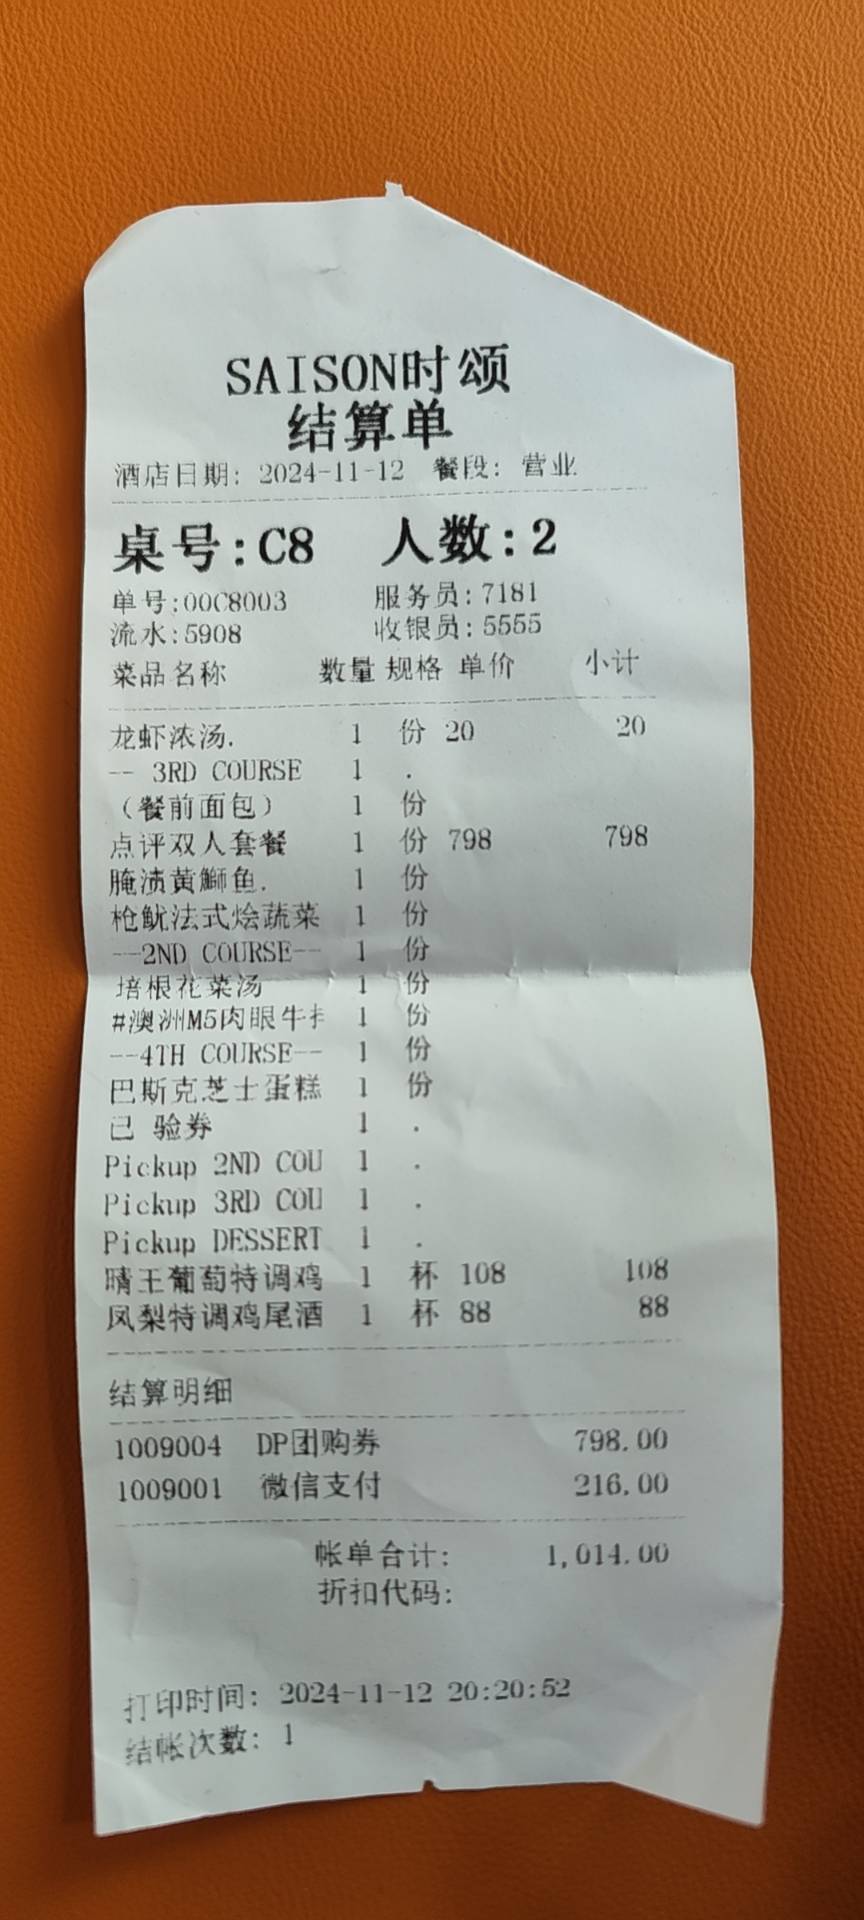 SAISON时颂
结算单
酒店日期: 2024-11-12 餐段: 营业
桌号:C8 人数:2
单号:00C8003 服务员:7181
流水:5908 收银员:5555
菜品名称 数量 规格 单价 小计
龙虾浓汤. 1 份 20 20
-- 3RD COURSE 1 .
（餐前面包） 1 份
点评双人套餐 1 份 798 798
腌渍黄鰤鱼. 1 份
枪鱿法式烩蔬菜 1 份
--2ND COURSE-- 1 份
培根花菜汤 1 份
#澳洲M5肉眼牛扌 1 份
--4TH COURSE-- 1 份
巴斯克芝士蛋糕 1 份
已 验券 1 .
Pickup 2ND COU 1 .
Pickup 3RD COU 1 .
Pickup DESSERT 1 .
晴王葡萄特调鸡 1 杯 108 108
凤梨特调鸡尾酒 1 杯 88 88
结算明细
1009004 DP团购券 798.00
1009001 微信支付 216.00
帐单合计: 1,014.00
折扣代码:
打印时间: 2024-11-12 20:20:52
结帐次数: 1